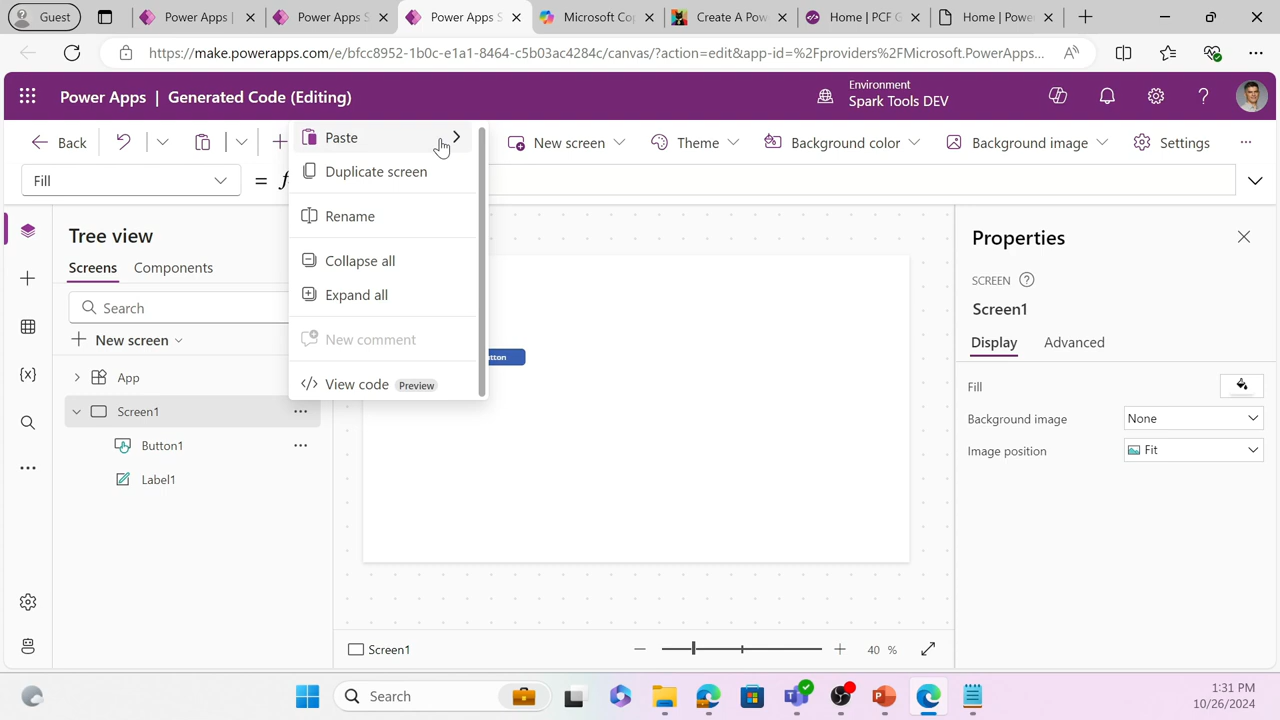 Guest
Power Apps |
Power Apps S
Power Apps S
Microsoft Co
Create A Pow
Home | PCF G
Home | Powe
https://make.powerapps.com/e/bfcc8952-1b0c-e1a1-8464-c5b03ac4284c/canvas/?action=edit&app-id=%2Fproviders%2FMicrosoft.PowerApps...
Power Apps | Generated Code (Editing)
Environment
Spark Tools DEV
Back
New screen
Theme
Background color
Background image
Settings
Fill
=
Paste
Duplicate screen
Rename
Collapse all
Expand all
New comment
View code Preview
Tree view
Screens
Components
Search
New screen
App
Screen1
Button1
Label1
tton
Properties
SCREEN
Screen1
Display
Advanced
Fill
Background image
None
Image position
Fit
Screen1
40 %
Search
1:31 PM
10/26/2024